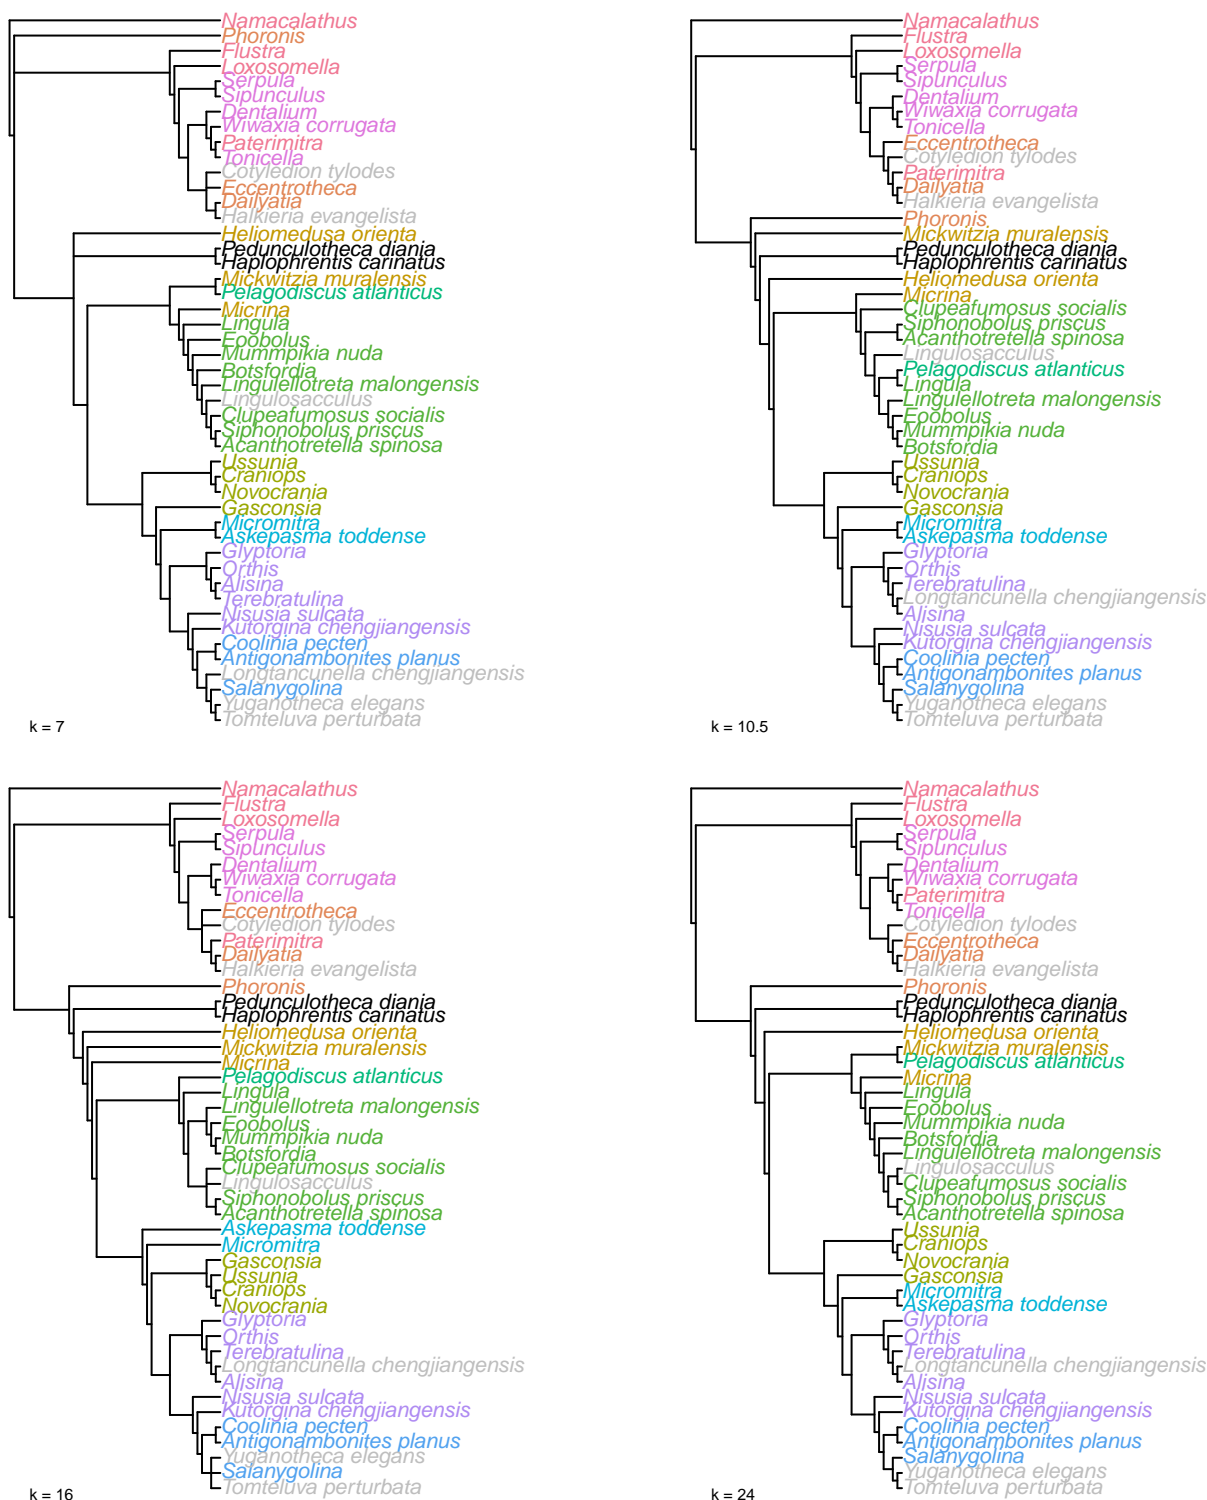 Namacalathus
Phoronis
Flustra
Loxosomella
Serpula
Sipunculus
Dentalium
Wiwaxia corrugata
Paterimitra
Tonicella
Cotyledion tylodes
Eccentrotheca
Dailyatia
Halkieria evangelista
Heliomedusa orienta
Pedunculotheca diania
Haplophrentis carinatus
Mickwitzia muralensis
Pelagodiscus atlanticus
Micrina
Lingula
Eoobolus
Mummpikia nuda
Botsfordia
Lingulellotreta malongensis
Lingulosacculus
Clupeafumosus socialis
Siphonobolus priscus
Acanthotretella spinosa
Ussunia
Craniops
Novocrania
Gasconsia
Micromitra
Askepasma toddense
Glyptoria
Orthis
Alisina
Terebratulina
Nisusia sulcata
Kutorgina chengjiangensis
Coolinia pecten
Antigonambonites planus
Longtancunella chengjiangensis
Salanygolina
Yuganotheca elegans
Tomteluva perturbata
k = 7
Namacalathus
Flustra
Loxosomella
Serpula
Sipunculus
Dentalium
Wiwaxia corrugata
Tonicella
Eccentrotheca
Cotyledion tylodes
Paterimitra
Dailyatia
Halkieria evangelista
Phoronis
Mickwitzia muralensis
Pedunculotheca diania
Haplophrentis carinatus
Heliomedusa orienta
Micrina
Clupeafumosus socialis
Siphonobolus priscus
Acanthotretella spinosa
Lingulosacculus
Pelagodiscus atlanticus
Lingula
Lingulellotreta malongensis
Eoobolus
Mummpikia nuda
Botsfordia
Ussunia
Craniops
Novocrania
Gasconsia
Micromitra
Askepasma toddense
Glyptoria
Orthis
Terebratulina
Longtancunella chengjiangensis
Alisina
Nisusia sulcata
Kutorgina chengjiangensis
Coolinia pecten
Antigonambonites planus
Salanygolina
Yuganotheca elegans
Tomteluva perturbata
k = 10.5
Namacalathus
Flustra
Loxosomella
Serpula
Sipunculus
Dentalium
Wiwaxia corrugata
Tonicella
Eccentrotheca
Cotyledion tylodes
Paterimitra
Dailyatia
Halkieria evangelista
Phoronis
Pedunculotheca diania
Haplophrentis carinatus
Heliomedusa orienta
Mickwitzia muralensis
Micrina
Pelagodiscus atlanticus
Lingula
Lingulellotreta malongensis
Eoobolus
Mummpikia nuda
Botsfordia
Clupeafumosus socialis
Lingulosacculus
Siphonobolus priscus
Acanthotretella spinosa
Askepasma toddense
Micromitra
Gasconsia
Ussunia
Craniops
Novocrania
Glyptoria
Orthis
Terebratulina
Longtancunella chengjiangensis
Alisina
Nisusia sulcata
Kutorgina chengjiangensis
Coolinia pecten
Antigonambonites planus
Yuganotheca elegans
Salanygolina
Tomteluva perturbata
k = 16
Namacalathus
Flustra
Loxosomella
Serpula
Sipunculus
Dentalium
Wiwaxia corrugata
Paterimitra
Tonicella
Cotyledion tylodes
Eccentrotheca
Dailyatia
Halkieria evangelista
Phoronis
Pedunculotheca diania
Haplophrentis carinatus
Heliomedusa orienta
Mickwitzia muralensis
Pelagodiscus atlanticus
Micrina
Lingula
Eoobolus
Mummpikia nuda
Botsfordia
Lingulellotreta malongensis
Lingulosacculus
Clupeafumosus socialis
Siphonobolus priscus
Acanthotretella spinosa
Ussunia
Craniops
Novocrania
Gasconsia
Micromitra
Askepasma toddense
Glyptoria
Orthis
Terebratulina
Longtancunella chengjiangensis
Alisina
Nisusia sulcata
Kutorgina chengjiangensis
Coolinia pecten
Antigonambonites planus
Salanygolina
Yuganotheca elegans
Tomteluva perturbata
k = 24